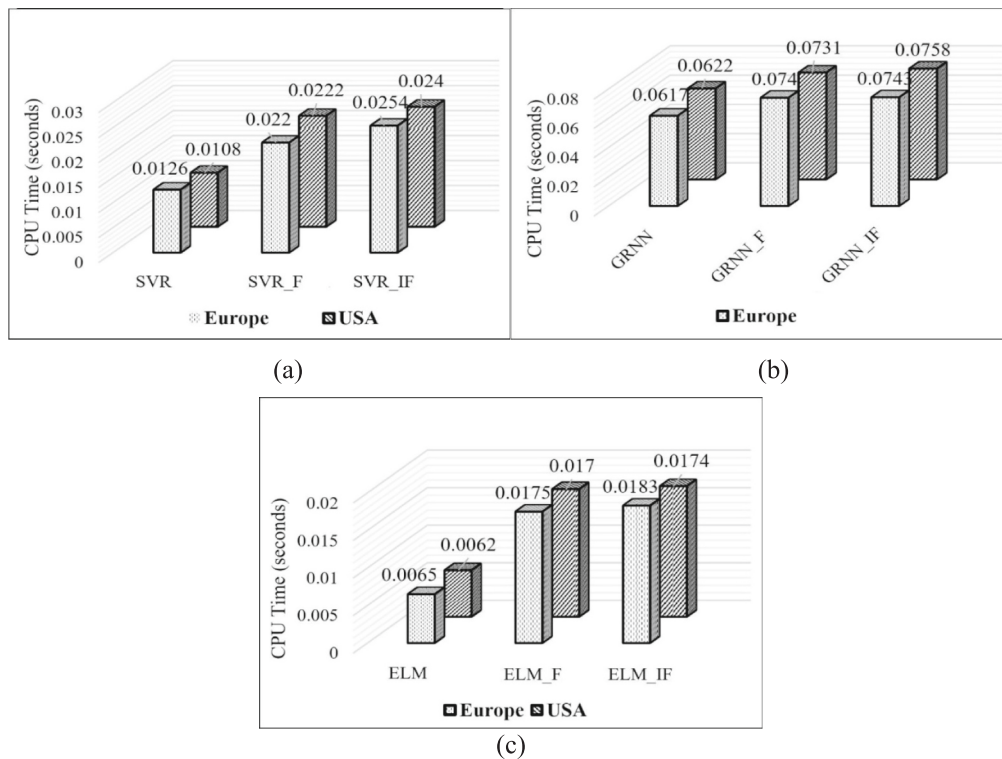 0.03
0.025
0.02
0.015
0.01
0.005
0
CPU Time (seconds)
0.0126
0.0108
0.022
0.0222
0.0254
0.024
SVR
SVR_F
SVR_IF
Europe
USA
(a)
0.08
0.06
0.04
0.02
0
CPU Time (seconds)
0.0617
0.0622
0.074
0.0731
0.0743
0.0758
GRNN
GRNN_F
GRNN_IF
Europe
(b)
0.02
0.015
0.01
0.005
0
CPU Time (seconds)
0.0065
0.0062
0.0175
0.017
0.0183
0.0174
ELM
ELM_F
ELM_IF
Europe
USA
(c)